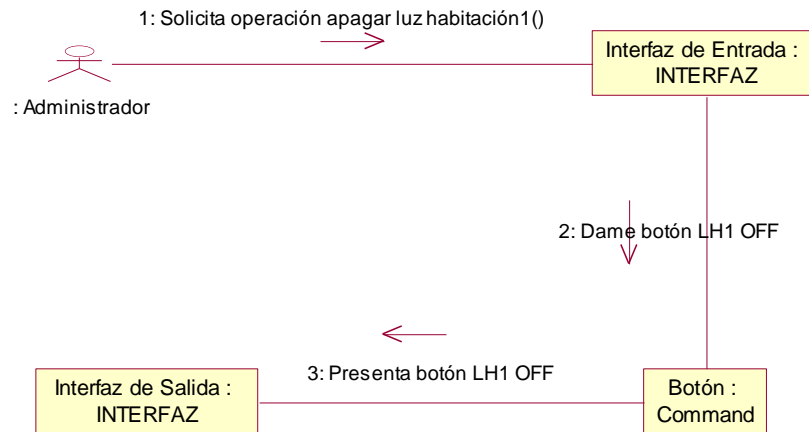 1: Solicita operación apagar luz habitación1()
Interfaz de Entrada :
INTERFAZ
: Administrador
2: Dame botón LH1 OFF
3: Presenta botón LH1 OFF
Interfaz de Salida :
INTERFAZ
Botón :
Command